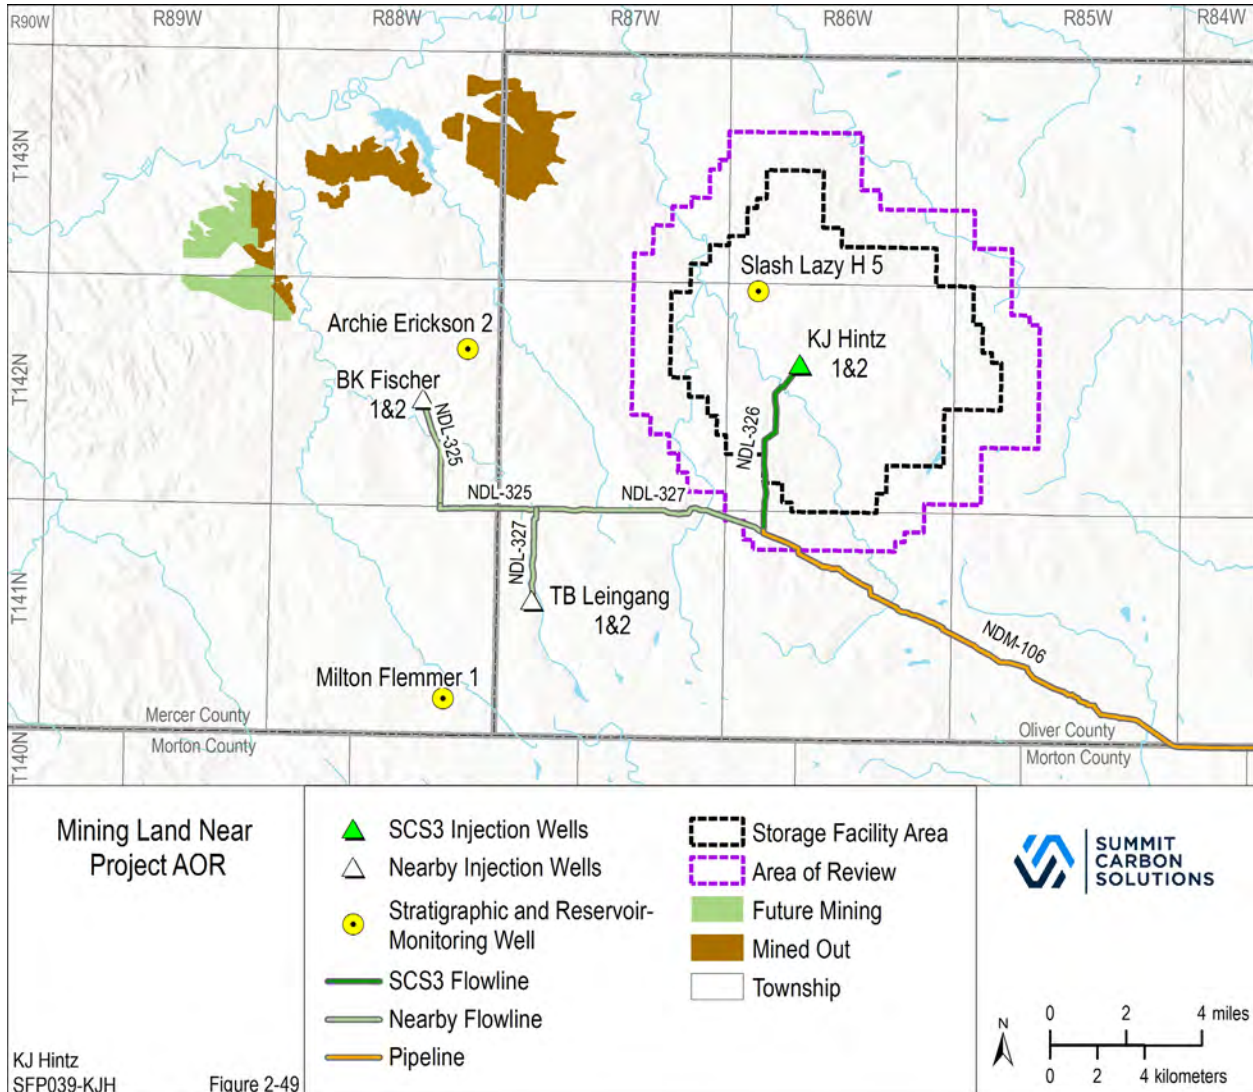 R90W
R89W
R88W
R87W
R86W
R85W
R84W
T143N
T142N
T141N
T140N
Slash Lazy H 5
Archie Erickson 2
KJ Hintz
1&2
BK Fischer
1&2
NDL-325
NDL-326
NDL-325
NDL-327
NDL-327
TB Leingang
1&2
NDM-106
Milton Flemmer 1
Mercer County
Morton County
Oliver County
Morton County
Mining Land Near
Project AOR
KJ Hintz
SFP039-KJH
Figure 2-49
SCS3 Injection Wells
Nearby Injection Wells
Stratigraphic and Reservoir-
Monitoring Well
SCS3 Flowline
Nearby Flowline
Pipeline
Storage Facility Area
Area of Review
Future Mining
Mined Out
Township
SUMMIT
CARBON
SOLUTIONS
N
0 2 4 miles
0 2 4 kilometers